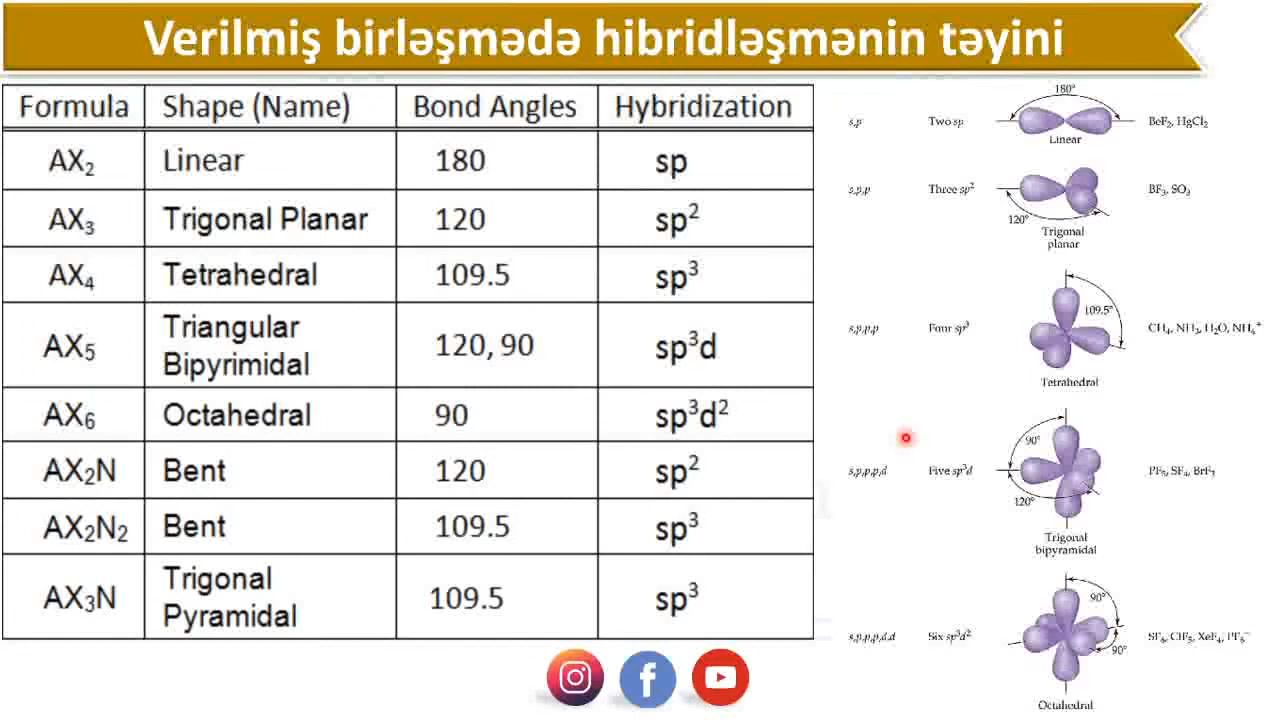 Verilmiş birləşmədə hibridləşmənin təyini
Formula Shape (Name) Bond Angles Hybridization
AX₂ Linear 180 sp
AX₃ Trigonal Planar 120 sp²
AX₄ Tetrahedral 109.5 sp³
AX₅ Triangular Bipyrimidal 120, 90 sp³d
AX₆ Octahedral 90 sp³d²
AX₂N Bent 120 sp²
AX₂N₂ Bent 109.5 sp³
AX₃N Trigonal Pyramidal 109.5 sp³
180°
s,p Two sp BeF₂, HgCl₂
Linear
s,p,p Three sp² BF₃, SO₃
120°
Trigonal
planar
109.5°
s,p,p,p Four sp³ CH₄, NH₃, H₂O, NH₄⁺
Tetrahedral
90°
s,p,p,p,d Five sp³d PF₅, SF₄, BrF₃
120°
Trigonal
bipyramidal
90°
s,p,p,p,d,d Six sp³d² SF₆, ClF₅, XeF₄, PF₆⁻
90°
Octahedral